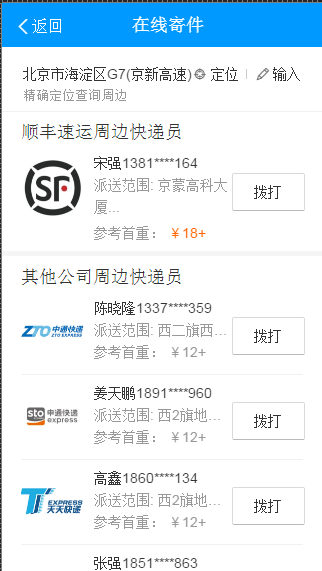 返回
在线寄件
北京市海淀区G7(京新高速) 定位 输入
精确定位查询周边
顺丰速运周边快递员
SF
宋强1381****164
派送范围: 京蒙高科大
厦...
拨打
参考首重： ￥18+
其他公司周边快递员
陈晓隆1337****359
ZTO 中通快递
ZTO EXPRESS
派送范围: 西二旗西...
拨打
参考首重： ￥12+
姜天鹏1891****960
sto 申通快递
express
派送范围: 西2旗地...
拨打
参考首重： ￥12+
高鑫1860****134
TT EXPRESS
天天快递
派送范围: 西2旗地...
拨打
参考首重： ￥12+
张强1851****863